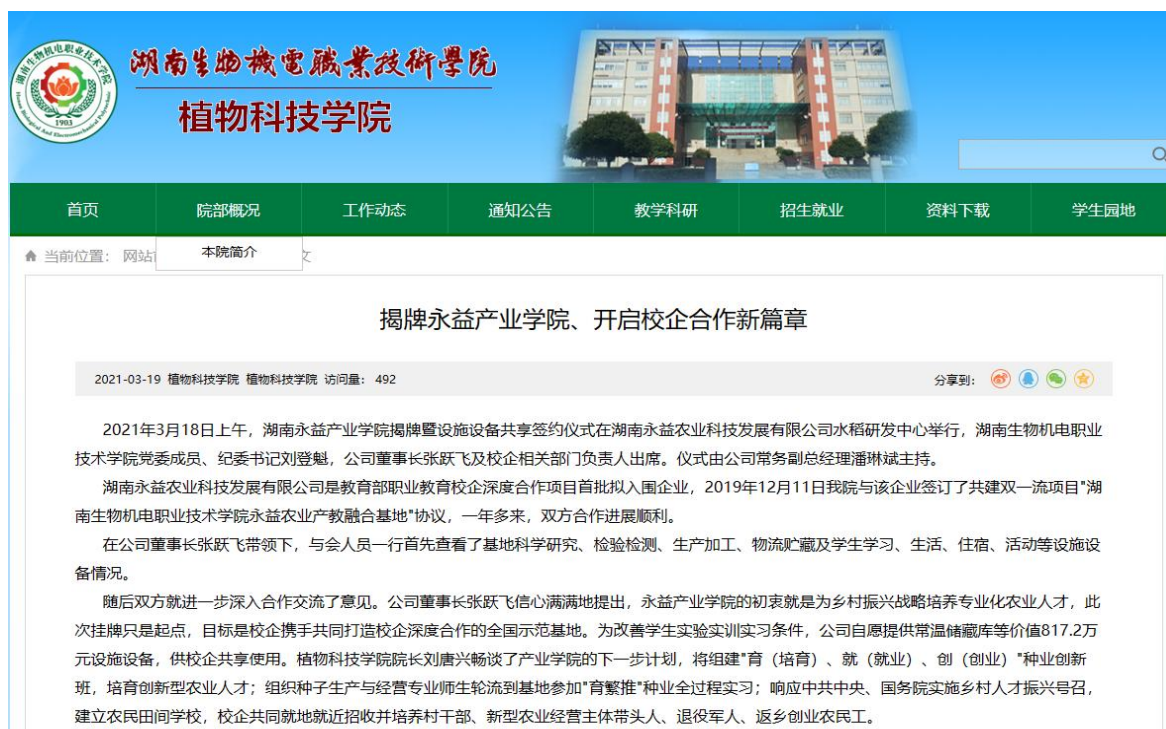 湖南生物機電職業技術學院
植物科技学院
1903
首页 院部概况 工作动态 通知公告 教学科研 招生就业 资料下载 学生园地
当前位置： 网站 文
本院简介
揭牌永益产业学院、开启校企合作新篇章
2021-03-19 植物科技学院 植物科技学院 访问量： 492 分享到：
2021年3月18日上午，湖南永益产业学院揭牌暨设施设备共享签约仪式在湖南永益农业科技发展有限公司水稻研发中心举行，湖南生物机电职业
技术学院党委成员、纪委书记刘登魁，公司董事长张跃飞及校企相关部门负责人出席。仪式由公司常务副总经理潘琳斌主持。
湖南永益农业科技发展有限公司是教育部职业教育校企深度合作项目首批拟入围企业，2019年12月11日我院与该企业签订了共建双一流项目"湖
南生物机电职业技术学院永益农业产教融合基地"协议，一年多来，双方合作进展顺利。
在公司董事长张跃飞带领下，与会人员一行首先查看了基地科学研究、检验检测、生产加工、物流贮藏及学生学习、生活、住宿、活动等设施设
备情况。
随后双方就进一步深入合作交流了意见。公司董事长张跃飞信心满满地提出，永益产业学院的初衷就是为乡村振兴战略培养专业化农业人才，此
次挂牌只是起点，目标是校企携手共同打造校企深度合作的全国示范基地。为改善学生实验实训实习条件，公司自愿提供常温储藏库等价值817.2万
元设施设备，供校企共享使用。植物科技学院院长刘唐兴畅谈了产业学院的下一步计划，将组建"育（培育）、就（就业）、创（创业）"种业创新
班，培育创新型农业人才；组织种子生产与经营专业师生轮流到基地参加"育繁推"种业全过程实习；响应中共中央、国务院实施乡村人才振兴号召，
建立农民田间学校，校企共同就地就近招收并培养村干部、新型农业经营主体带头人、退役军人、返乡创业农民工。